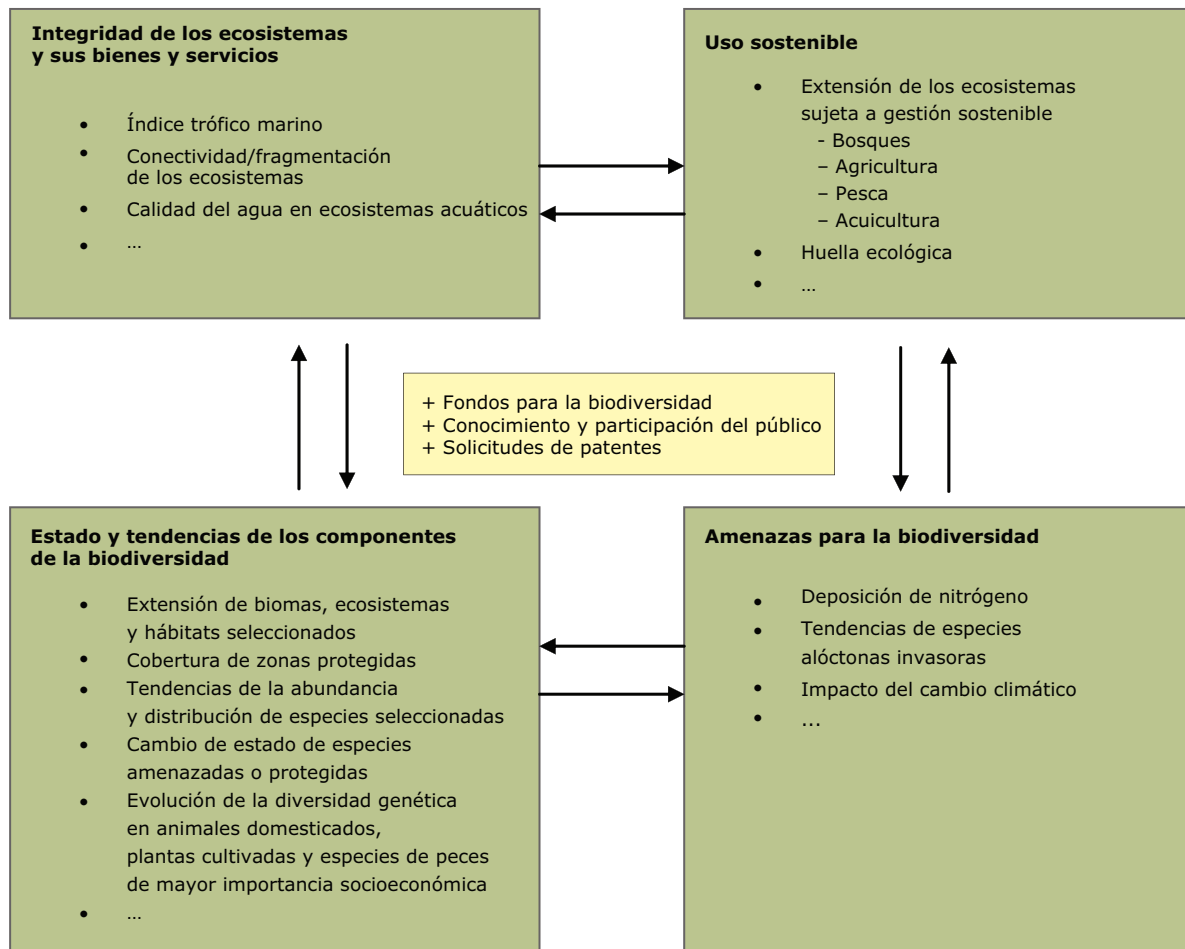 Integridad de los ecosistemas
y sus bienes y servicios
• Índice trófico marino
• Conectividad/fragmentación
de los ecosistemas
• Calidad del agua en ecosistemas acuáticos
• …
Uso sostenible
• Extensión de los ecosistemas
sujeta a gestión sostenible
- Bosques
– Agricultura
– Pesca
– Acuicultura
• Huella ecológica
• …
+ Fondos para la biodiversidad
+ Conocimiento y participación del público
+ Solicitudes de patentes
Estado y tendencias de los componentes
de la biodiversidad
• Extensión de biomas, ecosistemas
y hábitats seleccionados
• Cobertura de zonas protegidas
• Tendencias de la abundancia
y distribución de especies seleccionadas
• Cambio de estado de especies
amenazadas o protegidas
• Evolución de la diversidad genética
en animales domesticados,
plantas cultivadas y especies de peces
de mayor importancia socioeconómica
• …
Amenazas para la biodiversidad
• Deposición de nitrógeno
• Tendencias de especies
alóctonas invasoras
• Impacto del cambio climático
• …